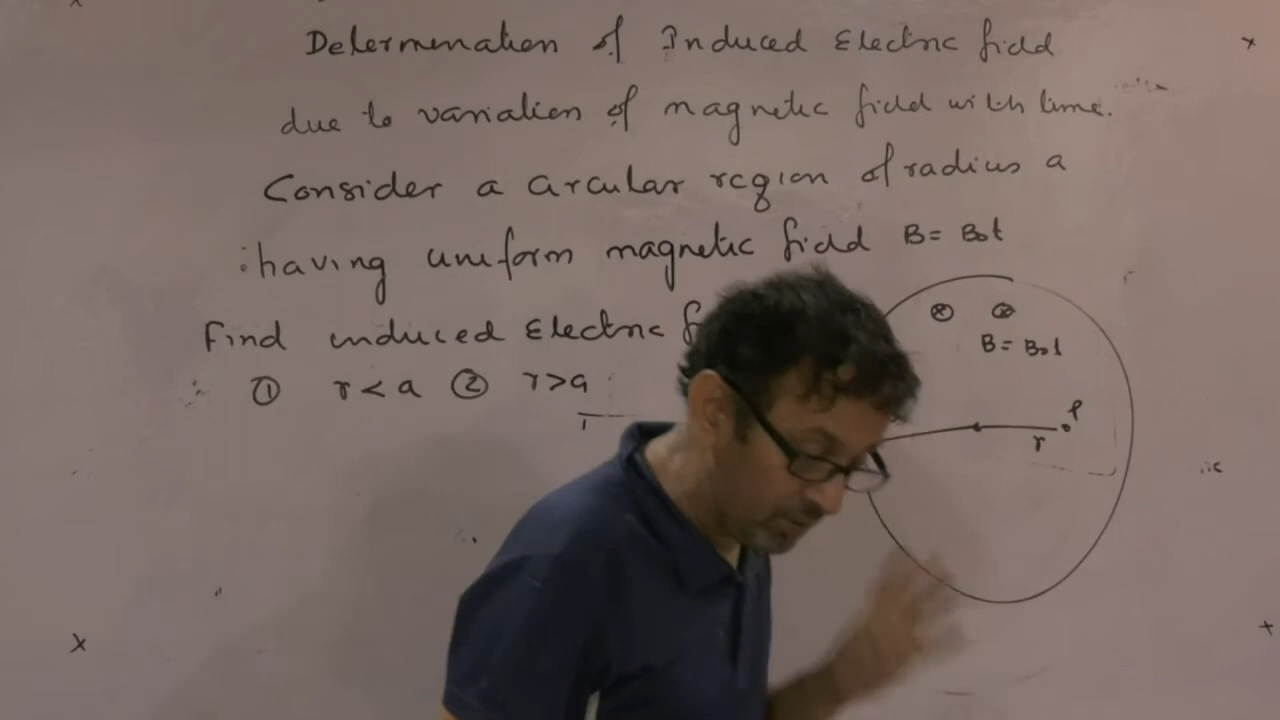 Determination of Induced Electric field
due to variation of magnetic field with time.
Consider a circular region of radius a
having uniform magnetic field B = B₀t
Find induced Electric
① r < a ② r > a
⊗ ⊗
B = B₀t
P
r